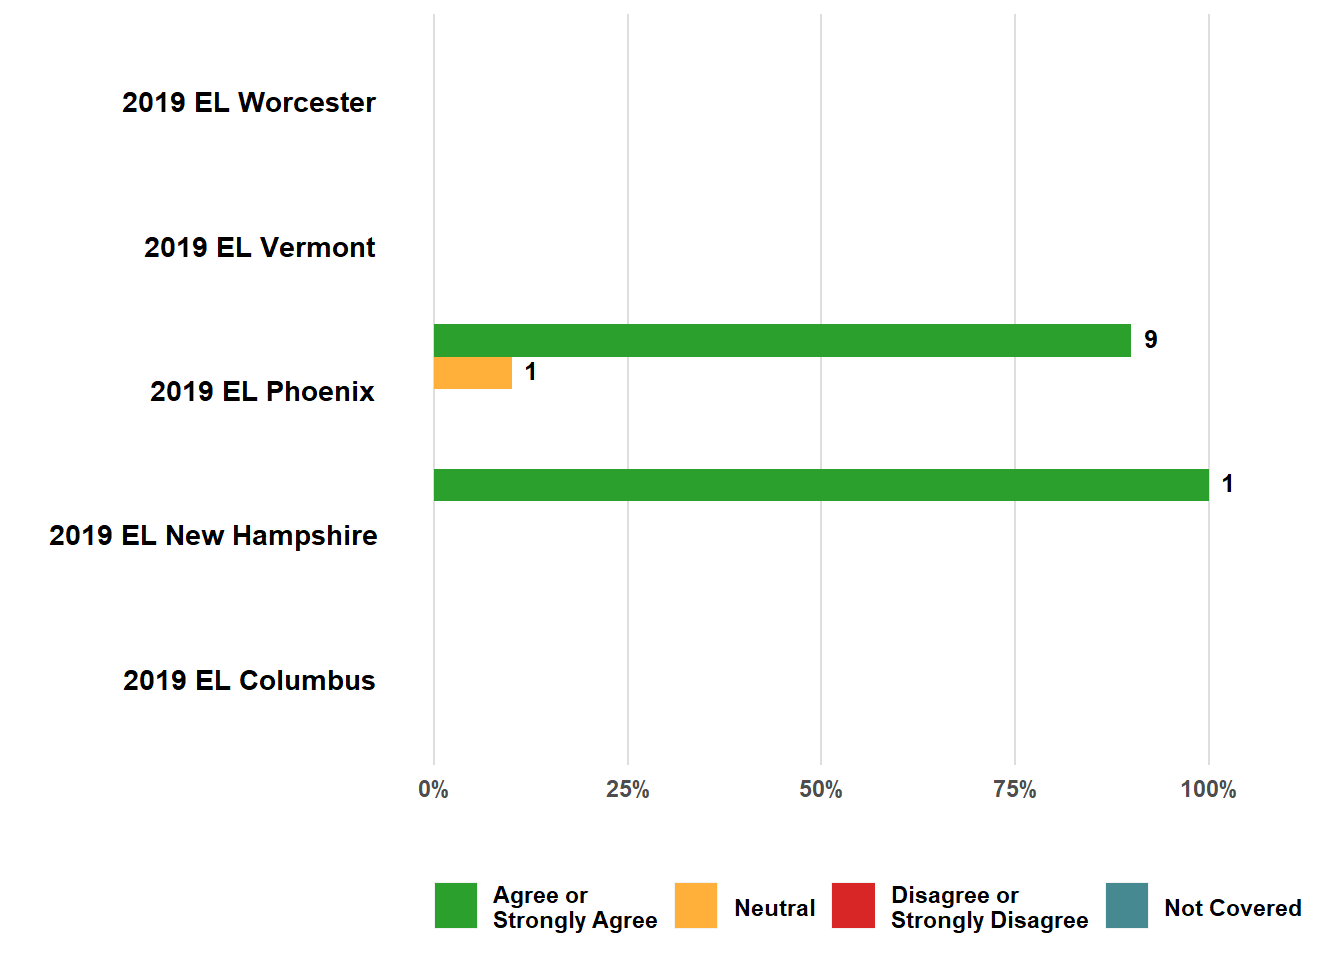 2019 EL Worcester
2019 EL Vermont
9
1
2019 EL Phoenix
1
2019 EL New Hampshire
2019 EL Columbus
0% 25% 50% 75% 100%
Agree or
Strongly Agree
Neutral
Disagree or
Strongly Disagree
Not Covered